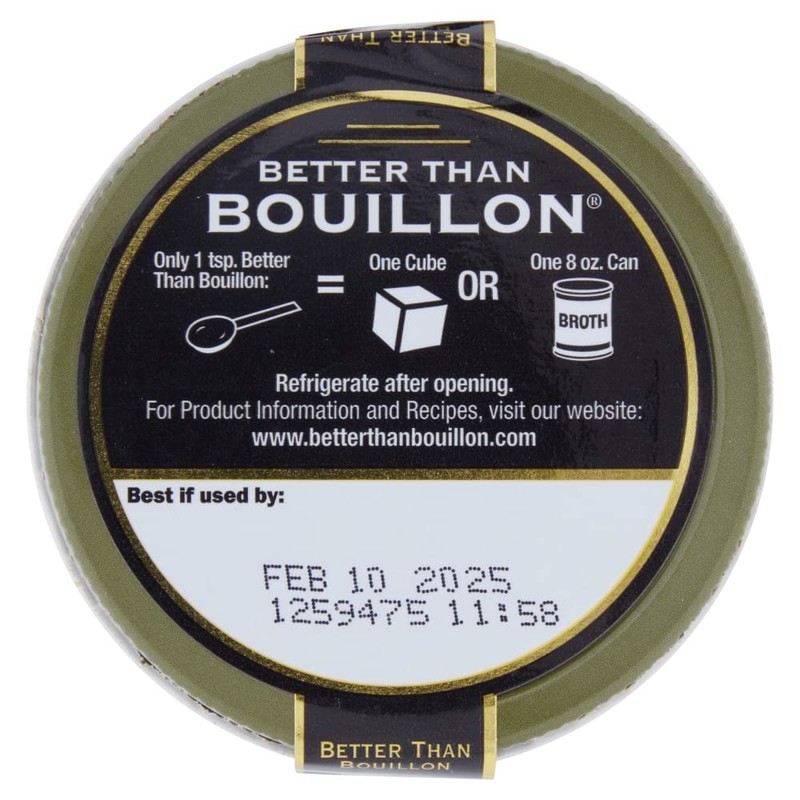 BETTER THAN
BETTER THAN
BOUILLON®
Only 1 tsp. Better
Than Bouillon:
=
One Cube
OR
One 8 oz. Can
BROTH
Refrigerate after opening.
For Product Information and Recipes, visit our website:
www.betterthanbouillon.com
Best if used by:
FEB 10 2025
1259475 11:58
BETTER THAN
BOUILLON